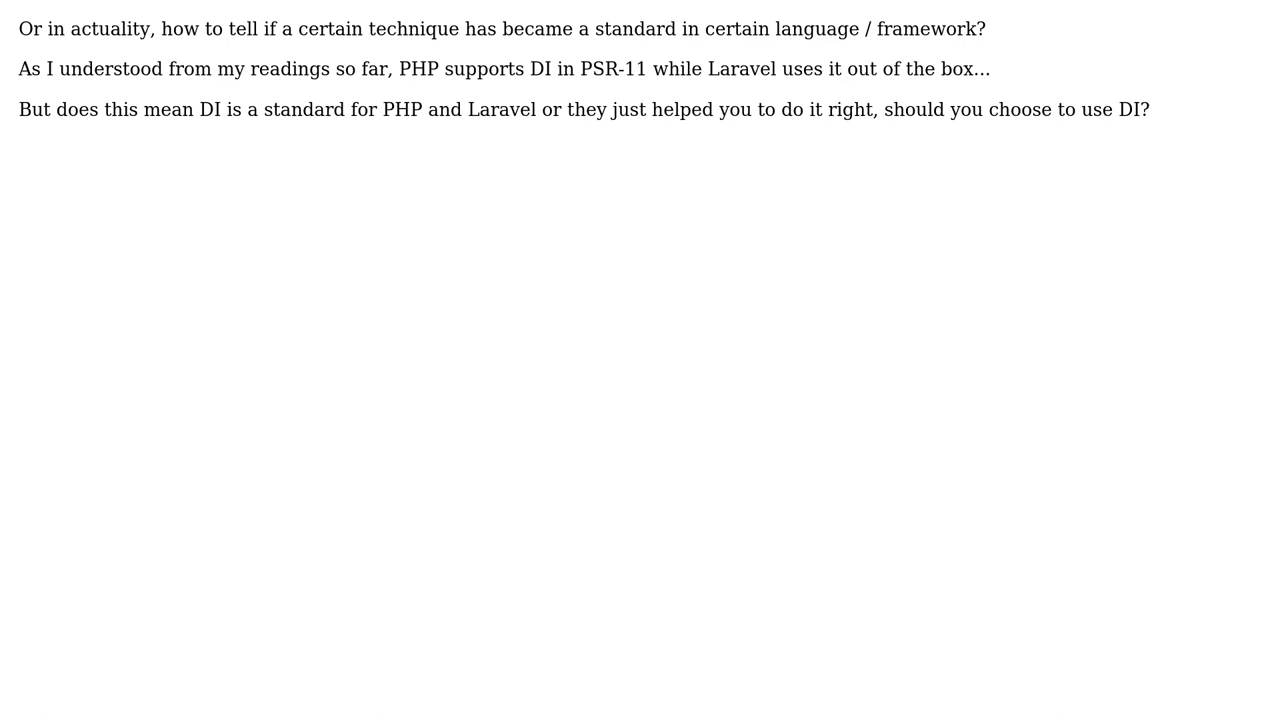 Or in actuality, how to tell if a certain technique has became a standard in certain language / framework?
As I understood from my readings so far, PHP supports DI in PSR-11 while Laravel uses it out of the box...
But does this mean DI is a standard for PHP and Laravel or they just helped you to do it right, should you choose to use DI?